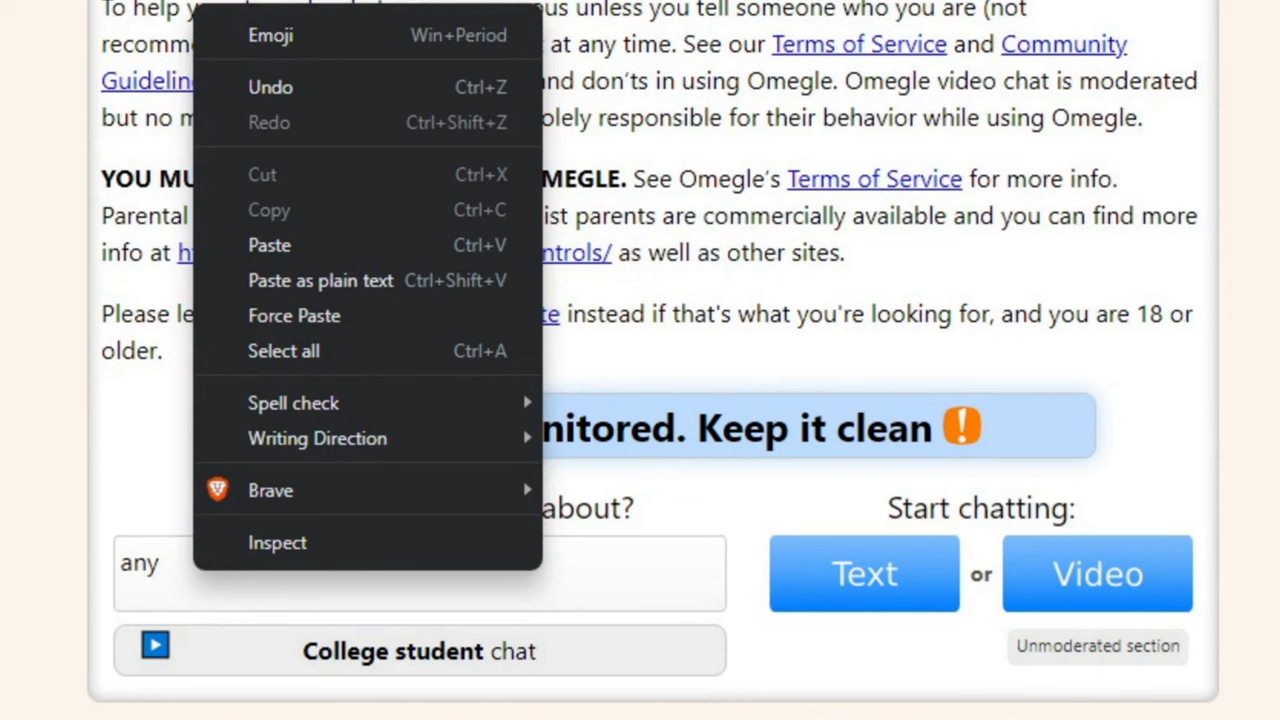 To help y
us unless you tell someone who you are (not
recomm
at any time. See our Terms of Service and Community
Guidelin
nd don'ts in using Omegle. Omegle video chat is moderated
but no m
olely responsible for their behavior while using Omegle.
YOU MU
MEGLE. See Omegle's Terms of Service for more info.
Parental
ist parents are commercially available and you can find more
info at h
ntrols/ as well as other sites.
Please le
te instead if that's what you're looking for, and you are 18 or
older.
Emoji Win+Period
Undo Ctrl+Z
Redo Ctrl+Shift+Z
Cut Ctrl+X
Copy Ctrl+C
Paste Ctrl+V
Paste as plain text Ctrl+Shift+V
Force Paste
Select all Ctrl+A
Spell check
Writing Direction
Brave
Inspect
nitored. Keep it clean
about?
Start chatting:
any
Text or Video
College student chat
Unmoderated section